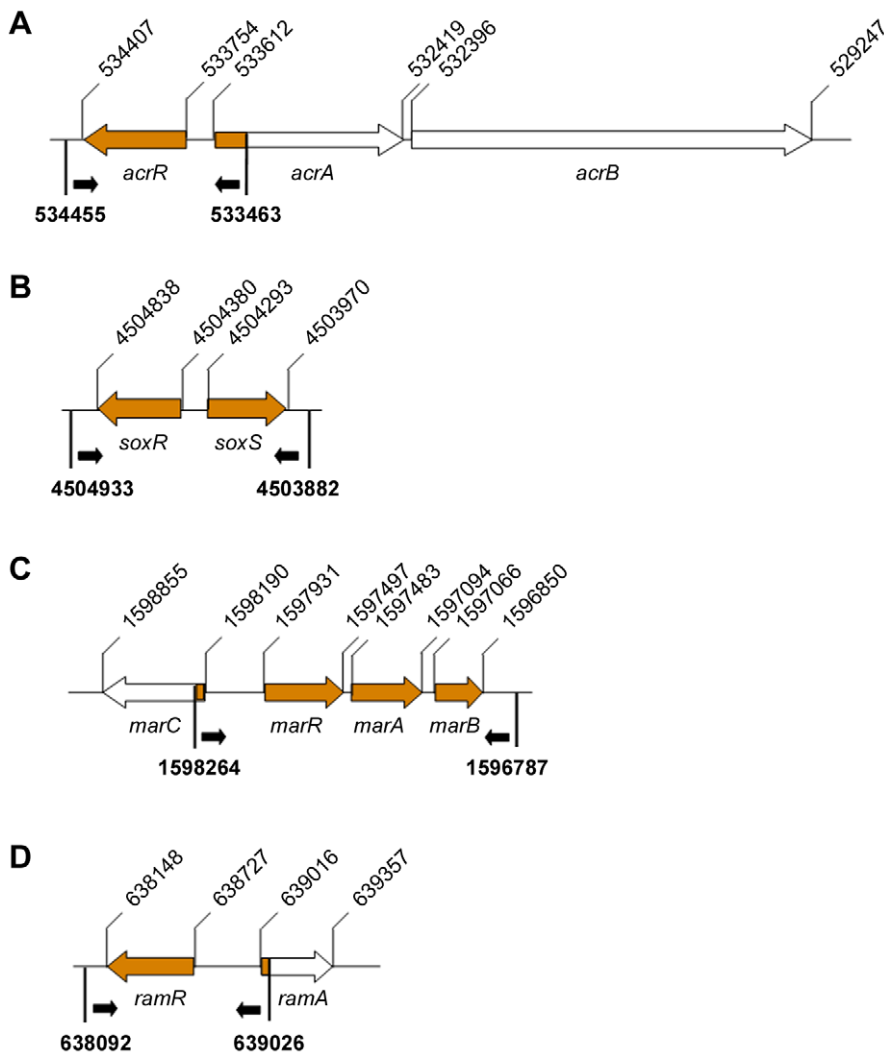 A
534407
533754
533612
532419
532396
529247
acrR
acrA
acrB
534455
533463
B
4504838
4504380
4504293
4503970
soxR
soxS
4504933
4503882
C
1598855
1598190
1597931
1597497
1597483
1597094
1597066
1596850
marC
marR
marA
marB
1598264
1596787
D
638148
638727
639016
639357
ramR
ramA
638092
639026